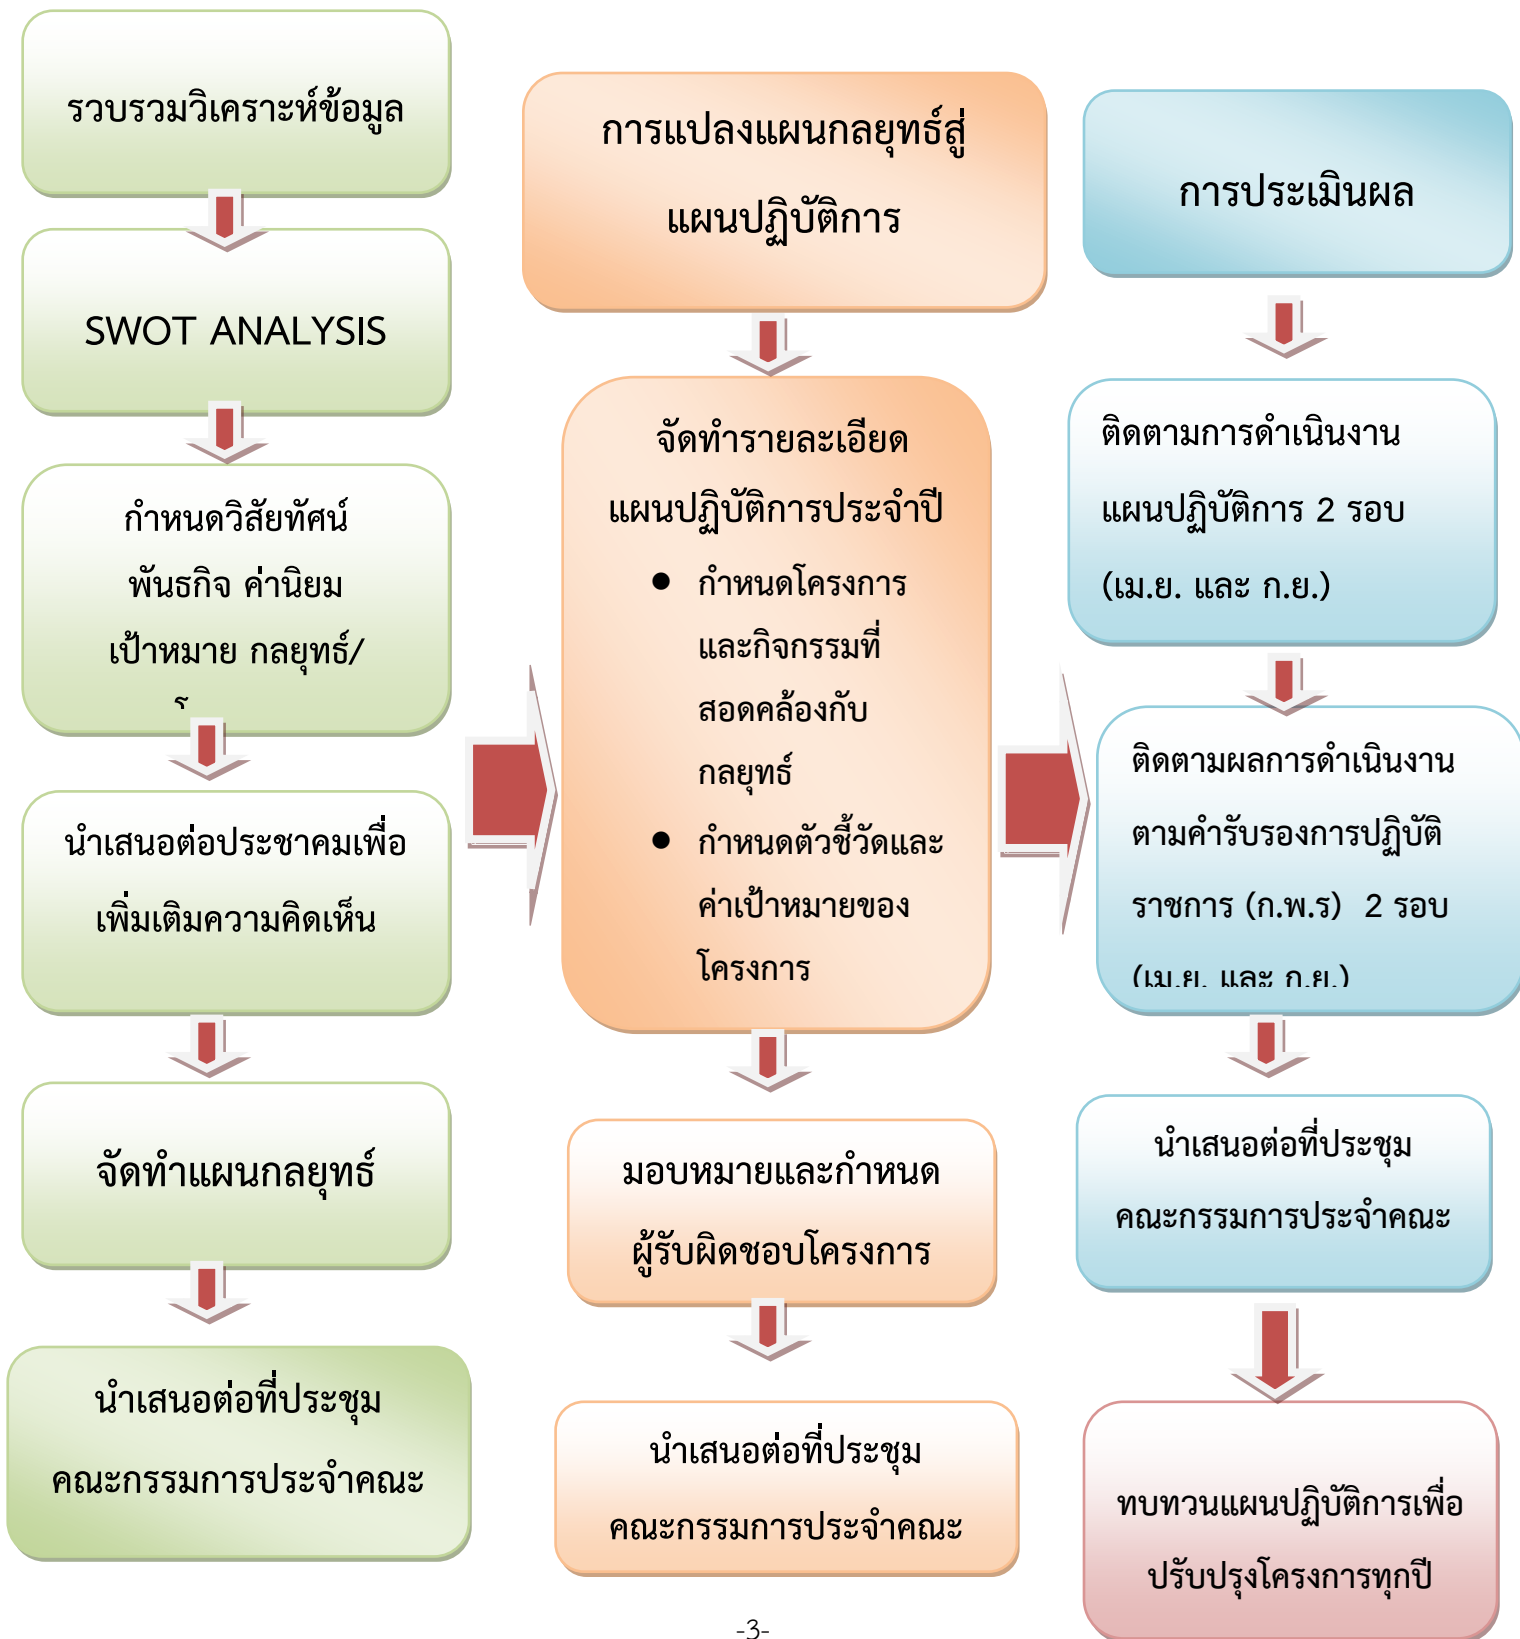 รวบรวมวิเคราะห์ข้อมูล
SWOT ANALYSIS
กำหนดวิสัยทัศน์
พันธกิจ ค่านิยม
เป้าหมาย กลยุทธ์/
นำเสนอต่อประชาคมเพื่อ
เพิ่มเติมความคิดเห็น
จัดทำแผนกลยุทธ์
นำเสนอต่อที่ประชุม
คณะกรรมการประจำคณะ
การแปลงแผนกลยุทธ์สู่
แผนปฏิบัติการ
จัดทำรายละเอียด
แผนปฏิบัติการประจำปี
● กำหนดโครงการ
และกิจกรรมที่
สอดคล้องกับ
กลยุทธ์
● กำหนดตัวชี้วัดและ
ค่าเป้าหมายของ
โครงการ
มอบหมายและกำหนด
ผู้รับผิดชอบโครงการ
นำเสนอต่อที่ประชุม
คณะกรรมการประจำคณะ
การประเมินผล
ติดตามการดำเนินงาน
แผนปฏิบัติการ 2 รอบ
(เม.ย. และ ก.ย.)
ติดตามผลการดำเนินงาน
ตามคำรับรองการปฏิบัติ
ราชการ (ก.พ.ร)  2 รอบ
(เม.ย. และ ก.ย.)
นำเสนอต่อที่ประชุม
คณะกรรมการประจำคณะ
ทบทวนแผนปฏิบัติการเพื่อ
ปรับปรุงโครงการทุกปี
-3-